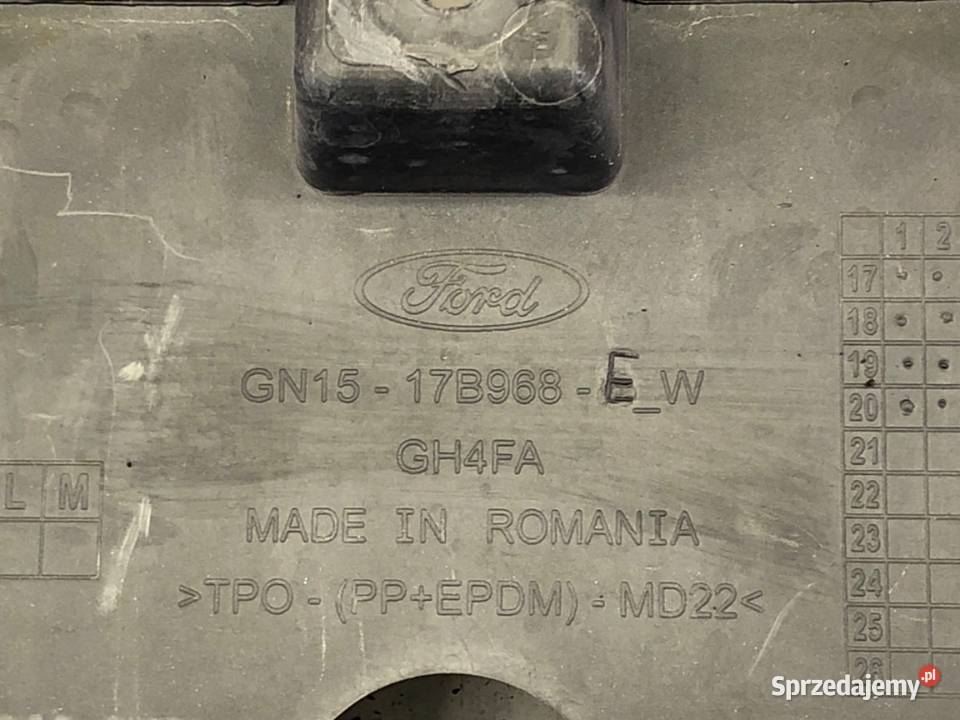 Ford
GN15 - 17B968 - E_W
GH4FA
MADE IN ROMANIA
>TPO - (PP+EPDM) - MD22<
L M
1 2
17
18
19
20
21
22
23
24
25
26
Sprzedajemy.pl